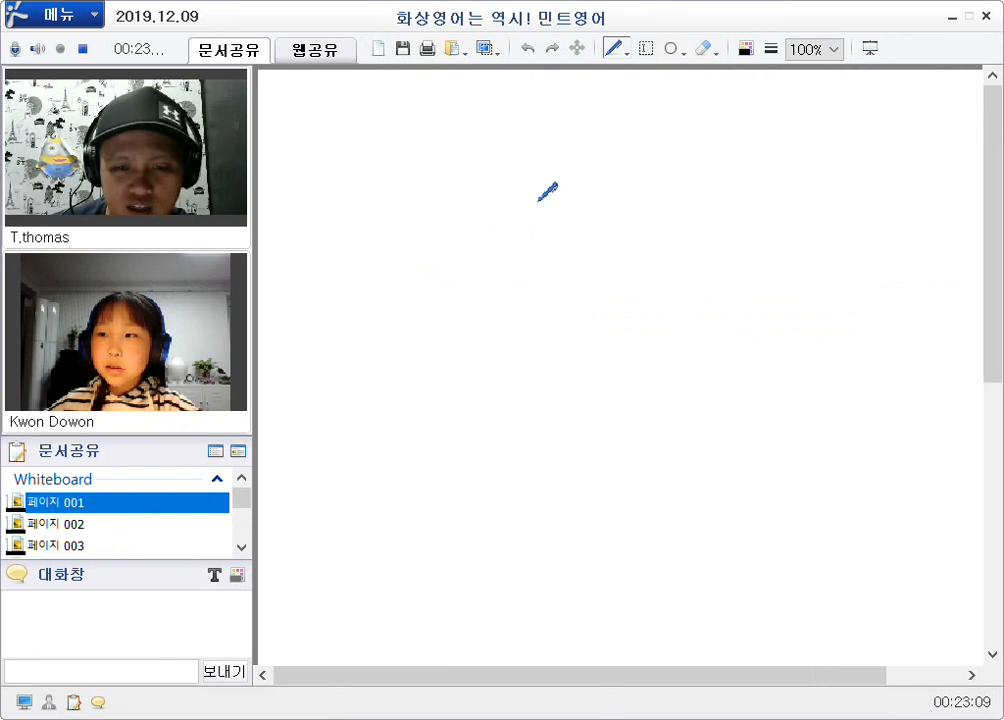 메뉴 2019.12.09 화상영어는 역시! 민트영어
00:23... 문서공유 웹공유 100%
T.thomas
Kwon Dowon
문서공유
Whiteboard
페이지 001
페이지 002
페이지 003
대화창 T
보내기
00:23:09